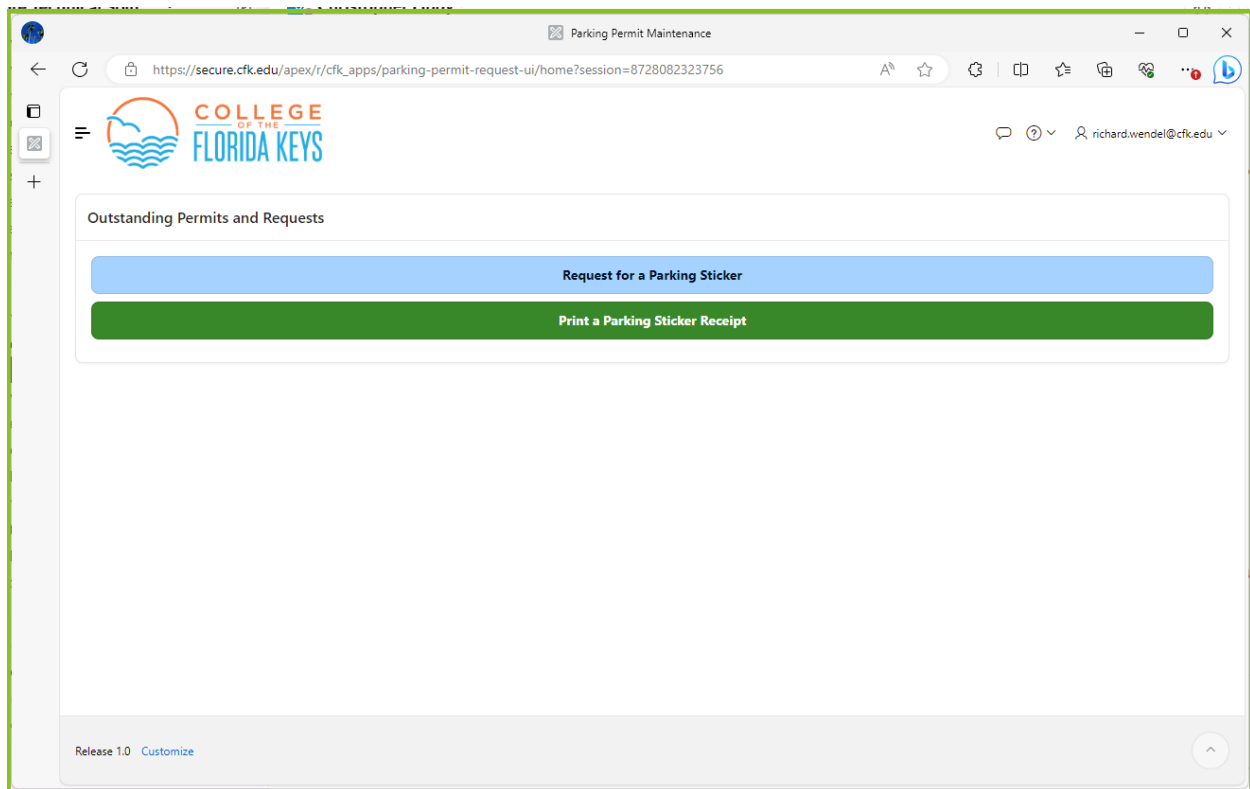 Parking Permit Maintenance
https://secure.cfk.edu/apex/r/cfk_apps/parking-permit-request-ui/home?session=8728082323756
COLLEGE
OF THE
FLORIDA KEYS
richard.wendel@cfk.edu
Outstanding Permits and Requests
Request for a Parking Sticker
Print a Parking Sticker Receipt
Release 1.0 Customize